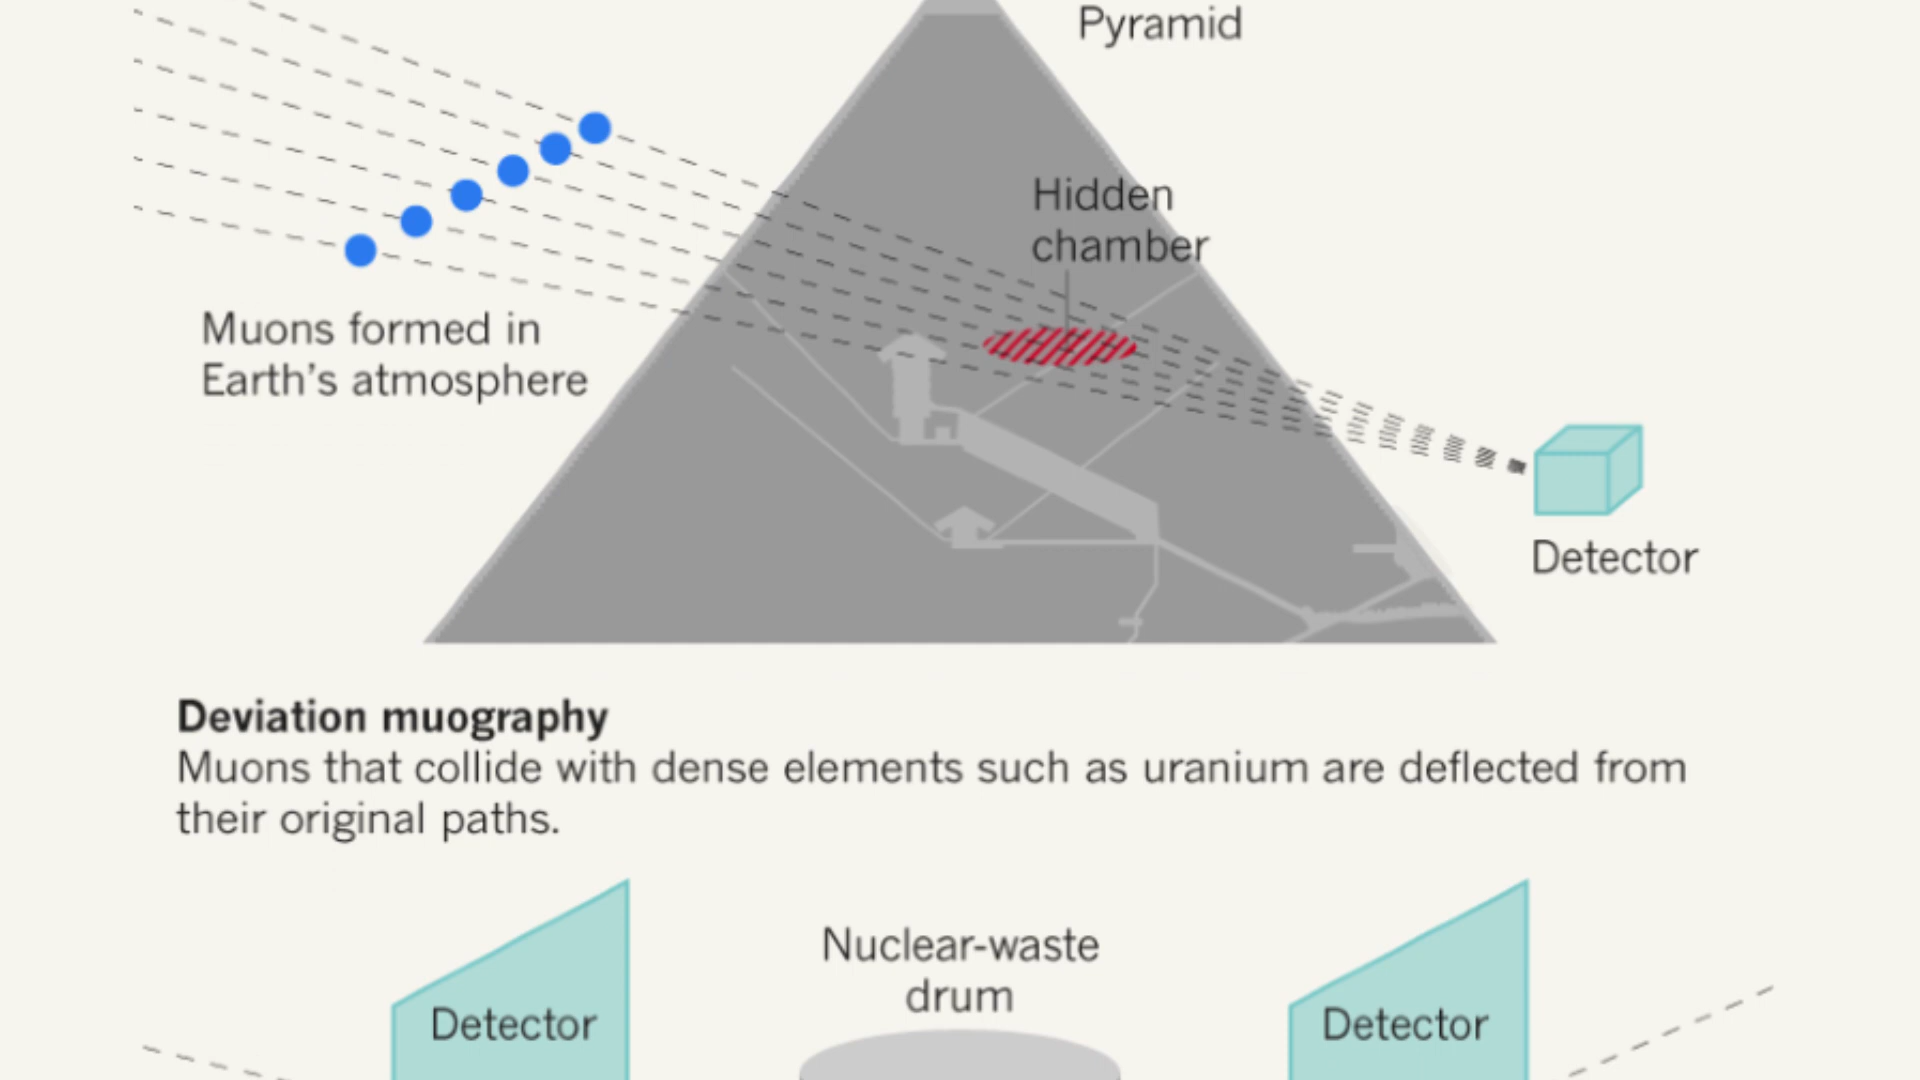 Pyramid
Hidden
chamber
Muons formed in
Earth’s atmosphere
Detector
Deviation muography
Muons that collide with dense elements such as uranium are deflected from
their original paths.
Nuclear-waste
drum
Detector
Detector